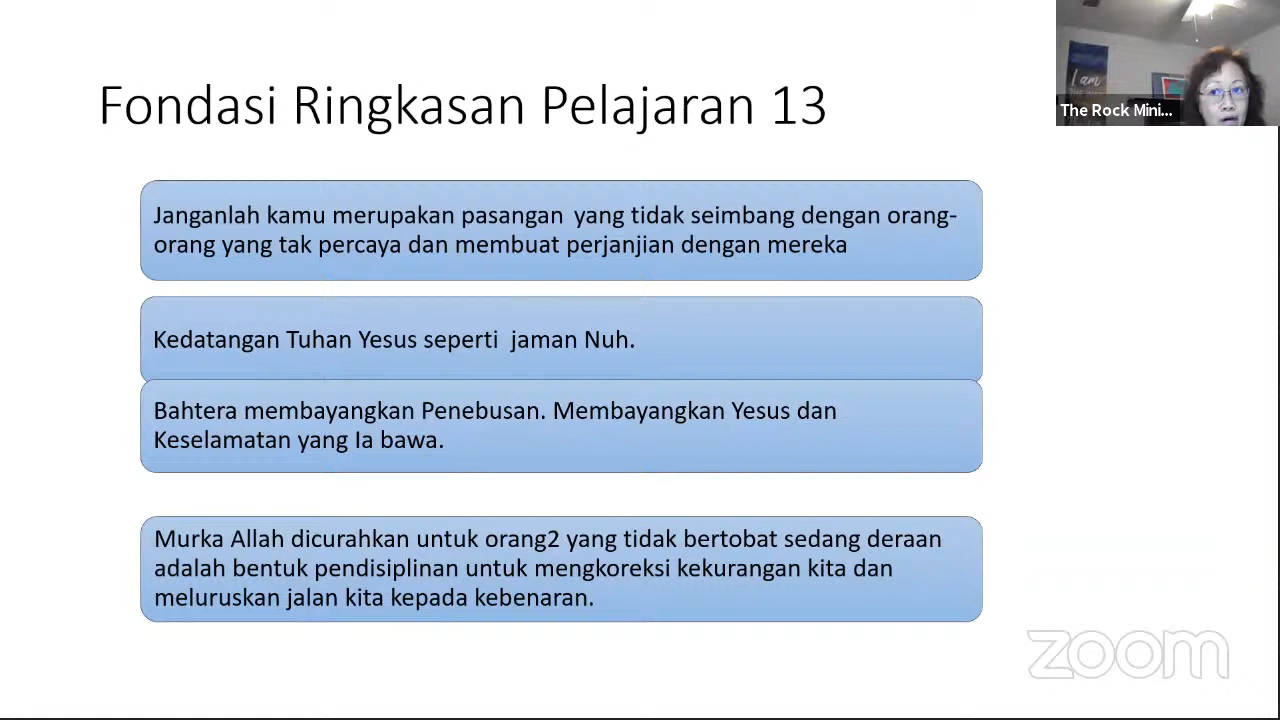 Fondasi Ringkasan Pelajaran 13
I am
The Rock Mini...
Janganlah kamu merupakan pasangan yang tidak seimbang dengan orang-
orang yang tak percaya dan membuat perjanjian dengan mereka
Kedatangan Tuhan Yesus seperti jaman Nuh.
Bahtera membayangkan Penebusan. Membayangkan Yesus dan
Keselamatan yang Ia bawa.
Murka Allah dicurahkan untuk orang2 yang tidak bertobat sedang deraan
adalah bentuk pendisiplinan untuk mengkoreksi kekurangan kita dan
meluruskan jalan kita kepada kebenaran.
zoom